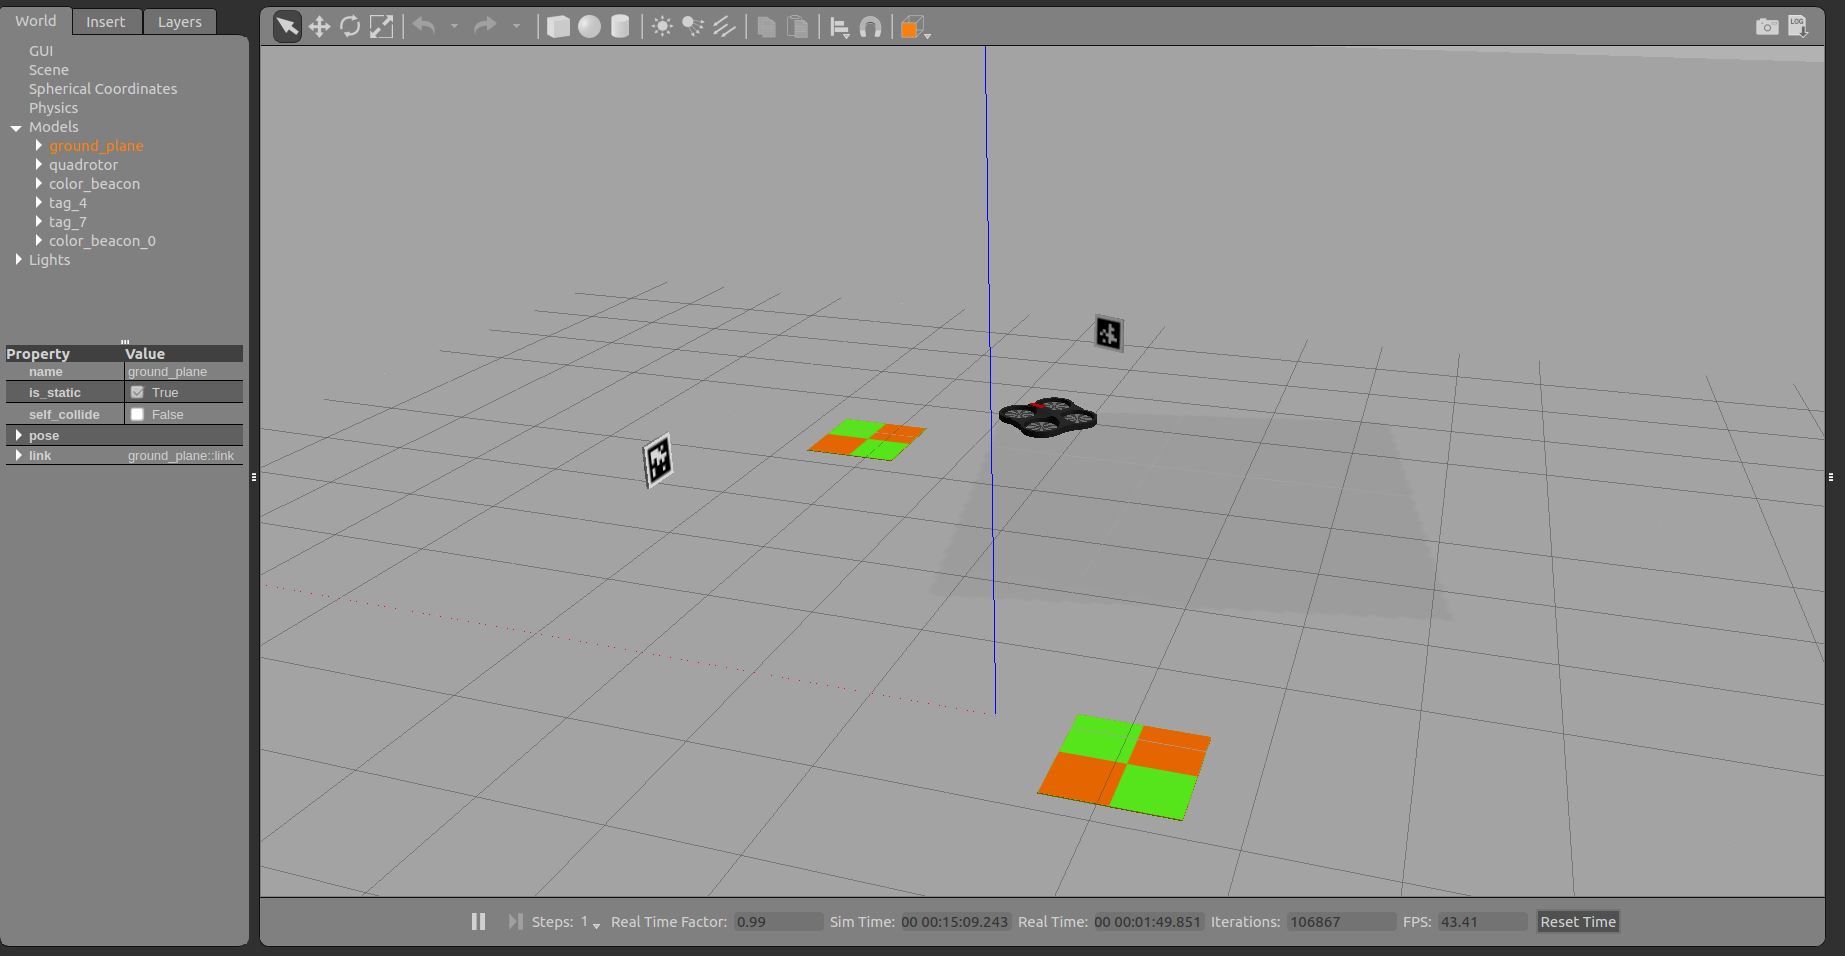 World Insert Layers
LOG
GUI
Scene
Spherical Coordinates
Physics
Models
ground_plane
quadrotor
color_beacon
tag_4
tag_7
color_beacon_0
Lights
Property Value
name ground_plane
is_static True
self_collide False
pose
link ground_plane::link
Steps: 1 Real Time Factor: 0.99 Sim Time: 00 00:15:09.243 Real Time: 00 00:01:49.851 Iterations: 106867 FPS: 43.41 Reset Time